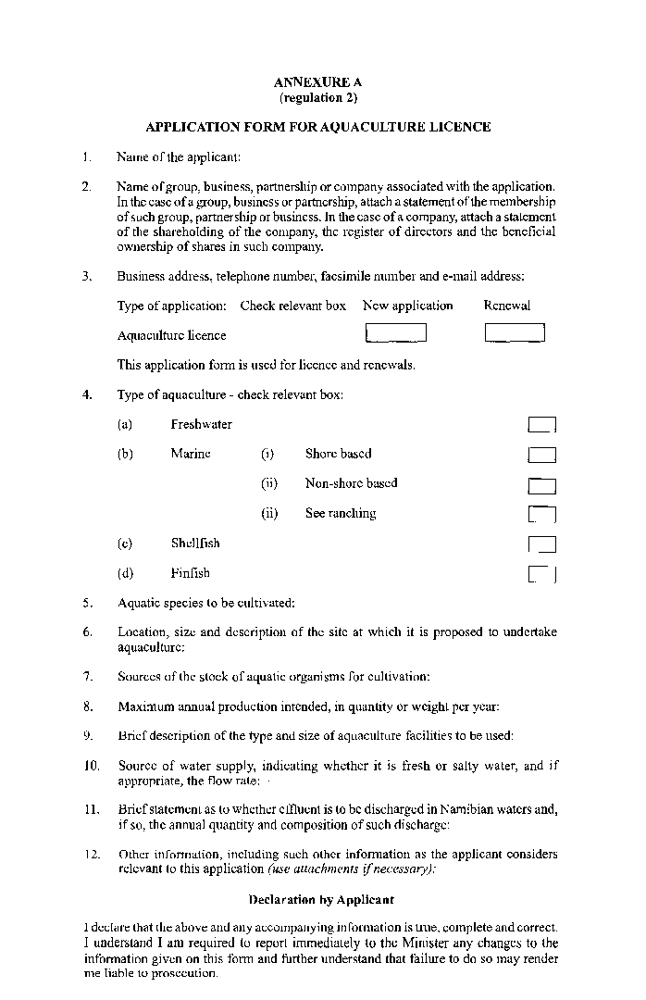 ANNEXURE A
(regulation 2)
APPLICATION FORM FOR AQUACULTURE LICENCE
1. Name of the applicant:
2. Name of group, business, partnership or company associated with the application.
In the case of a group, business or partnership, attach a statement of the membership
of such group, partnership or business. In the case of a company, attach a statement
of the shareholding of the company, the register of directors and the beneficial
ownership of shares in such company.
3. Business address, telephone number, facsimile number and e-mail address:
Type of application: Check relevant box New application Renewal
Aquaculture licence
This application form is used for licence and renewals.
4. Type of aquaculture - check relevant box:
(a) Freshwater
(b) Marine (i) Shore based
(ii) Non-shore based
(ii) See ranching
(c) Shellfish
(d) Finfish
5. Aquatic species to be cultivated:
6. Location, size and description of the site at which it is proposed to undertake
aquaculture:
7. Sources of the stock of aquatic organisms for cultivation:
8. Maximum annual production intended, in quantity or weight per year:
9. Brief description of the type and size of aquaculture facilities to be used:
10. Source of water supply, indicating whether it is fresh or salty water, and if
appropriate, the flow rate:
11. Brief statement as to whether effluent is to be discharged in Namibian waters and,
if so, the annual quantity and composition of such discharge:
12. Other information, including such other information as the applicant considers
relevant to this application (use attachments if necessary):
Declaration by Applicant
I declare that the above and any accompanying information is true, complete and correct.
I understand I am required to report immediately to the Minister any changes to the
information given on this form and further understand that failure to do so may render
me liable to prosecution.